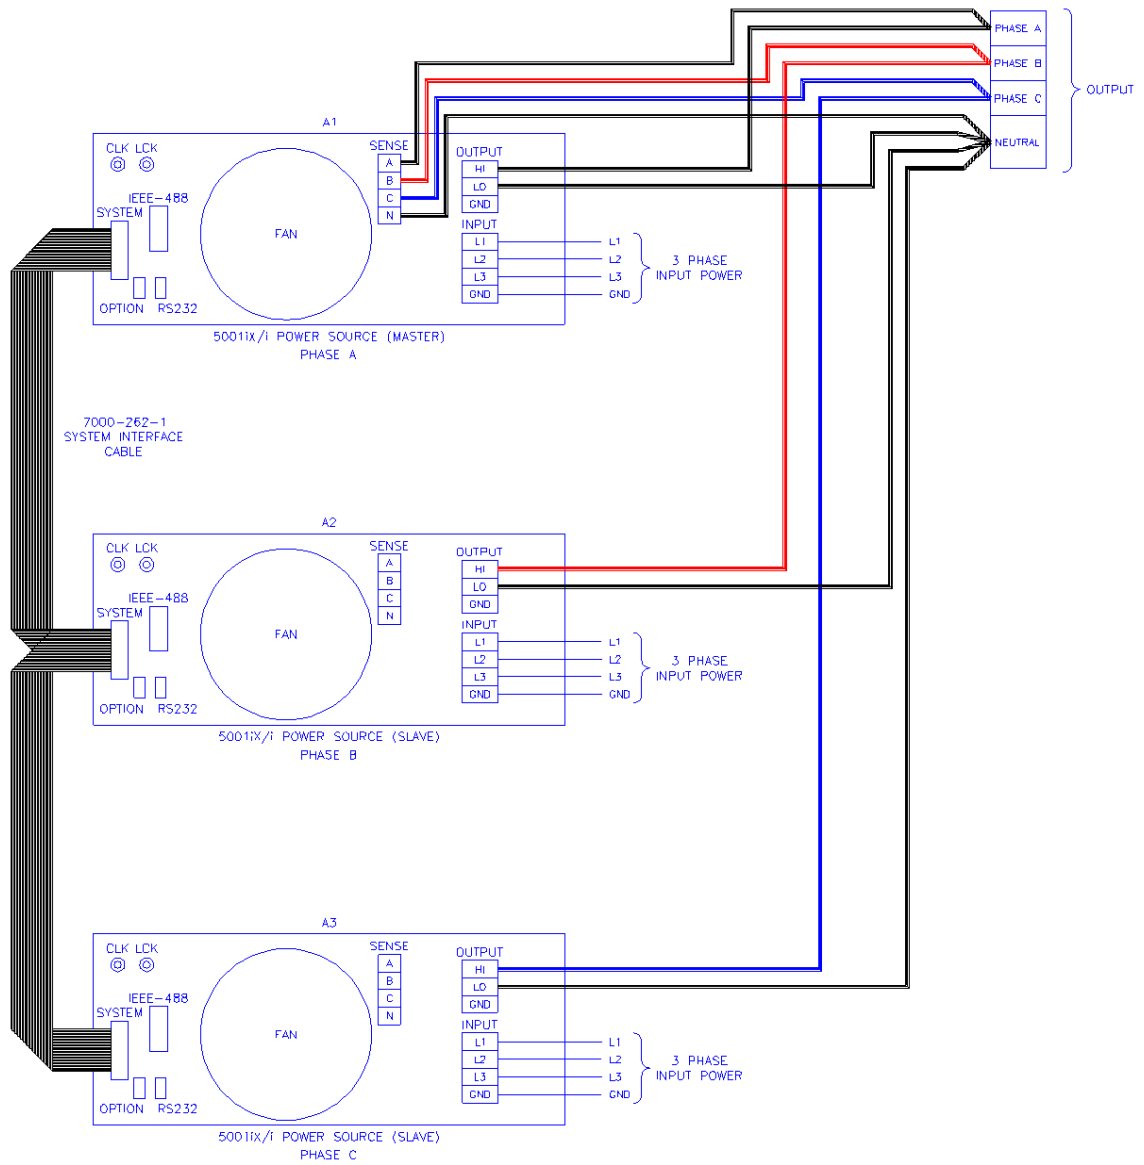 PHASE A
PHASE B
PHASE C
NEUTRAL
OUTPUT
A1
CLK LCK
SENSE
A
B
C
N
OUTPUT
HI
LO
GND
IEEE-488
SYSTEM
FAN
INPUT
L1 L1
L2 L2
L3 L3
GND GND
3 PHASE
INPUT POWER
OPTION RS232
5001iX/i POWER SOURCE (MASTER)
PHASE A
7000-262-1
SYSTEM INTERFACE
CABLE
A2
CLK LCK
SENSE
A
B
C
N
OUTPUT
HI
LO
GND
IEEE-488
SYSTEM
FAN
INPUT
L1 L1
L2 L2
L3 L3
GND GND
3 PHASE
INPUT POWER
OPTION RS232
5001iX/i POWER SOURCE (SLAVE)
PHASE B
A3
CLK LCK
SENSE
A
B
C
N
OUTPUT
HI
LO
GND
IEEE-488
SYSTEM
FAN
INPUT
L1 L1
L2 L2
L3 L3
GND GND
3 PHASE
INPUT POWER
OPTION RS232
5001iX/i POWER SOURCE (SLAVE)
PHASE C